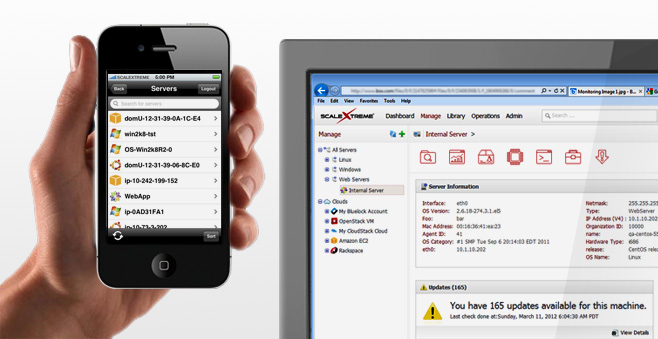 SCALEXTREME 6:00 PM
Back Servers Logout
Search for servers
domU-12-31-39-0A-1C-E4
win2k8-tst
OS-Win2k8R2-0
domU-12-31-39-06-8C-E0
ip-10-242-199-152
WebApp
ip-0AD31FA1
ip-10-73-3-202
Sort
Monitoring Image 1.jpg - B...
File Edit View Favorites Tools Help
SCALEXTREME Dashboard Manage Library Operations Admin Search...
Manage
Internal Server >
All Servers
Linux
Windows
Web Servers
Internal Server
Clouds
My Bluelock Account
OpenStack VM
My CloudStack Cloud
Amazon EC2
Rackspace
Server Information
Interface: eth0
OS Version: 2.6.18-274.3.1.el5
Foo: bar
Mac Address: 00:16:36:41:ea:23
Agent ID: 41
OS Category: #1 SMP Tue Sep 6 20:14:03 EDT 2011
eth0: 10.1.10.202
Netmask: 255.255.255
Type: WebServer
IP Address (V4) : 10.1.10.202
Organization ID: 10000
name: qa-centos-5
Hardware Type: i686
release: CentOS rele
OS Name: Linux
Updates (165)
You have 165 updates available for this machine.
Last check done at:Sunday, March 11, 2012 6:04:30 AM PDT
View Details